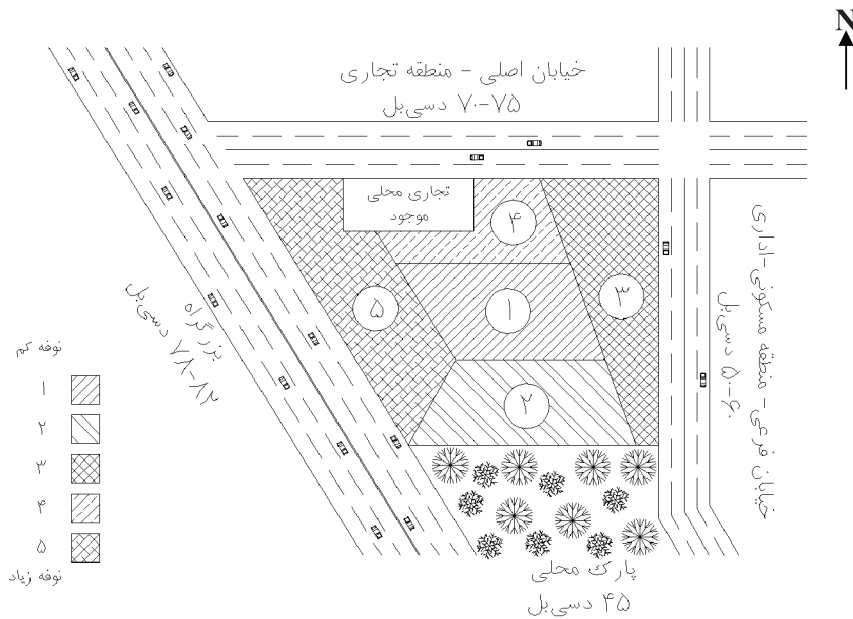 N
خیابان اصلی - منطقه تجاری
۷۰-۷۵ دسی‌بل
تجاری محلی
موجود
۴
۳
۱
۵
۲
خیابان فرعی - منطقه مسکونی-اداری
۵۰-۶۰ دسی‌بل
بزرگراه
۷۸-۸۲ دسی‌بل
نوفه کم
۱
۲
۳
۴
۵
نوفه زیاد
پارک محلی
۴۵ دسی‌بل